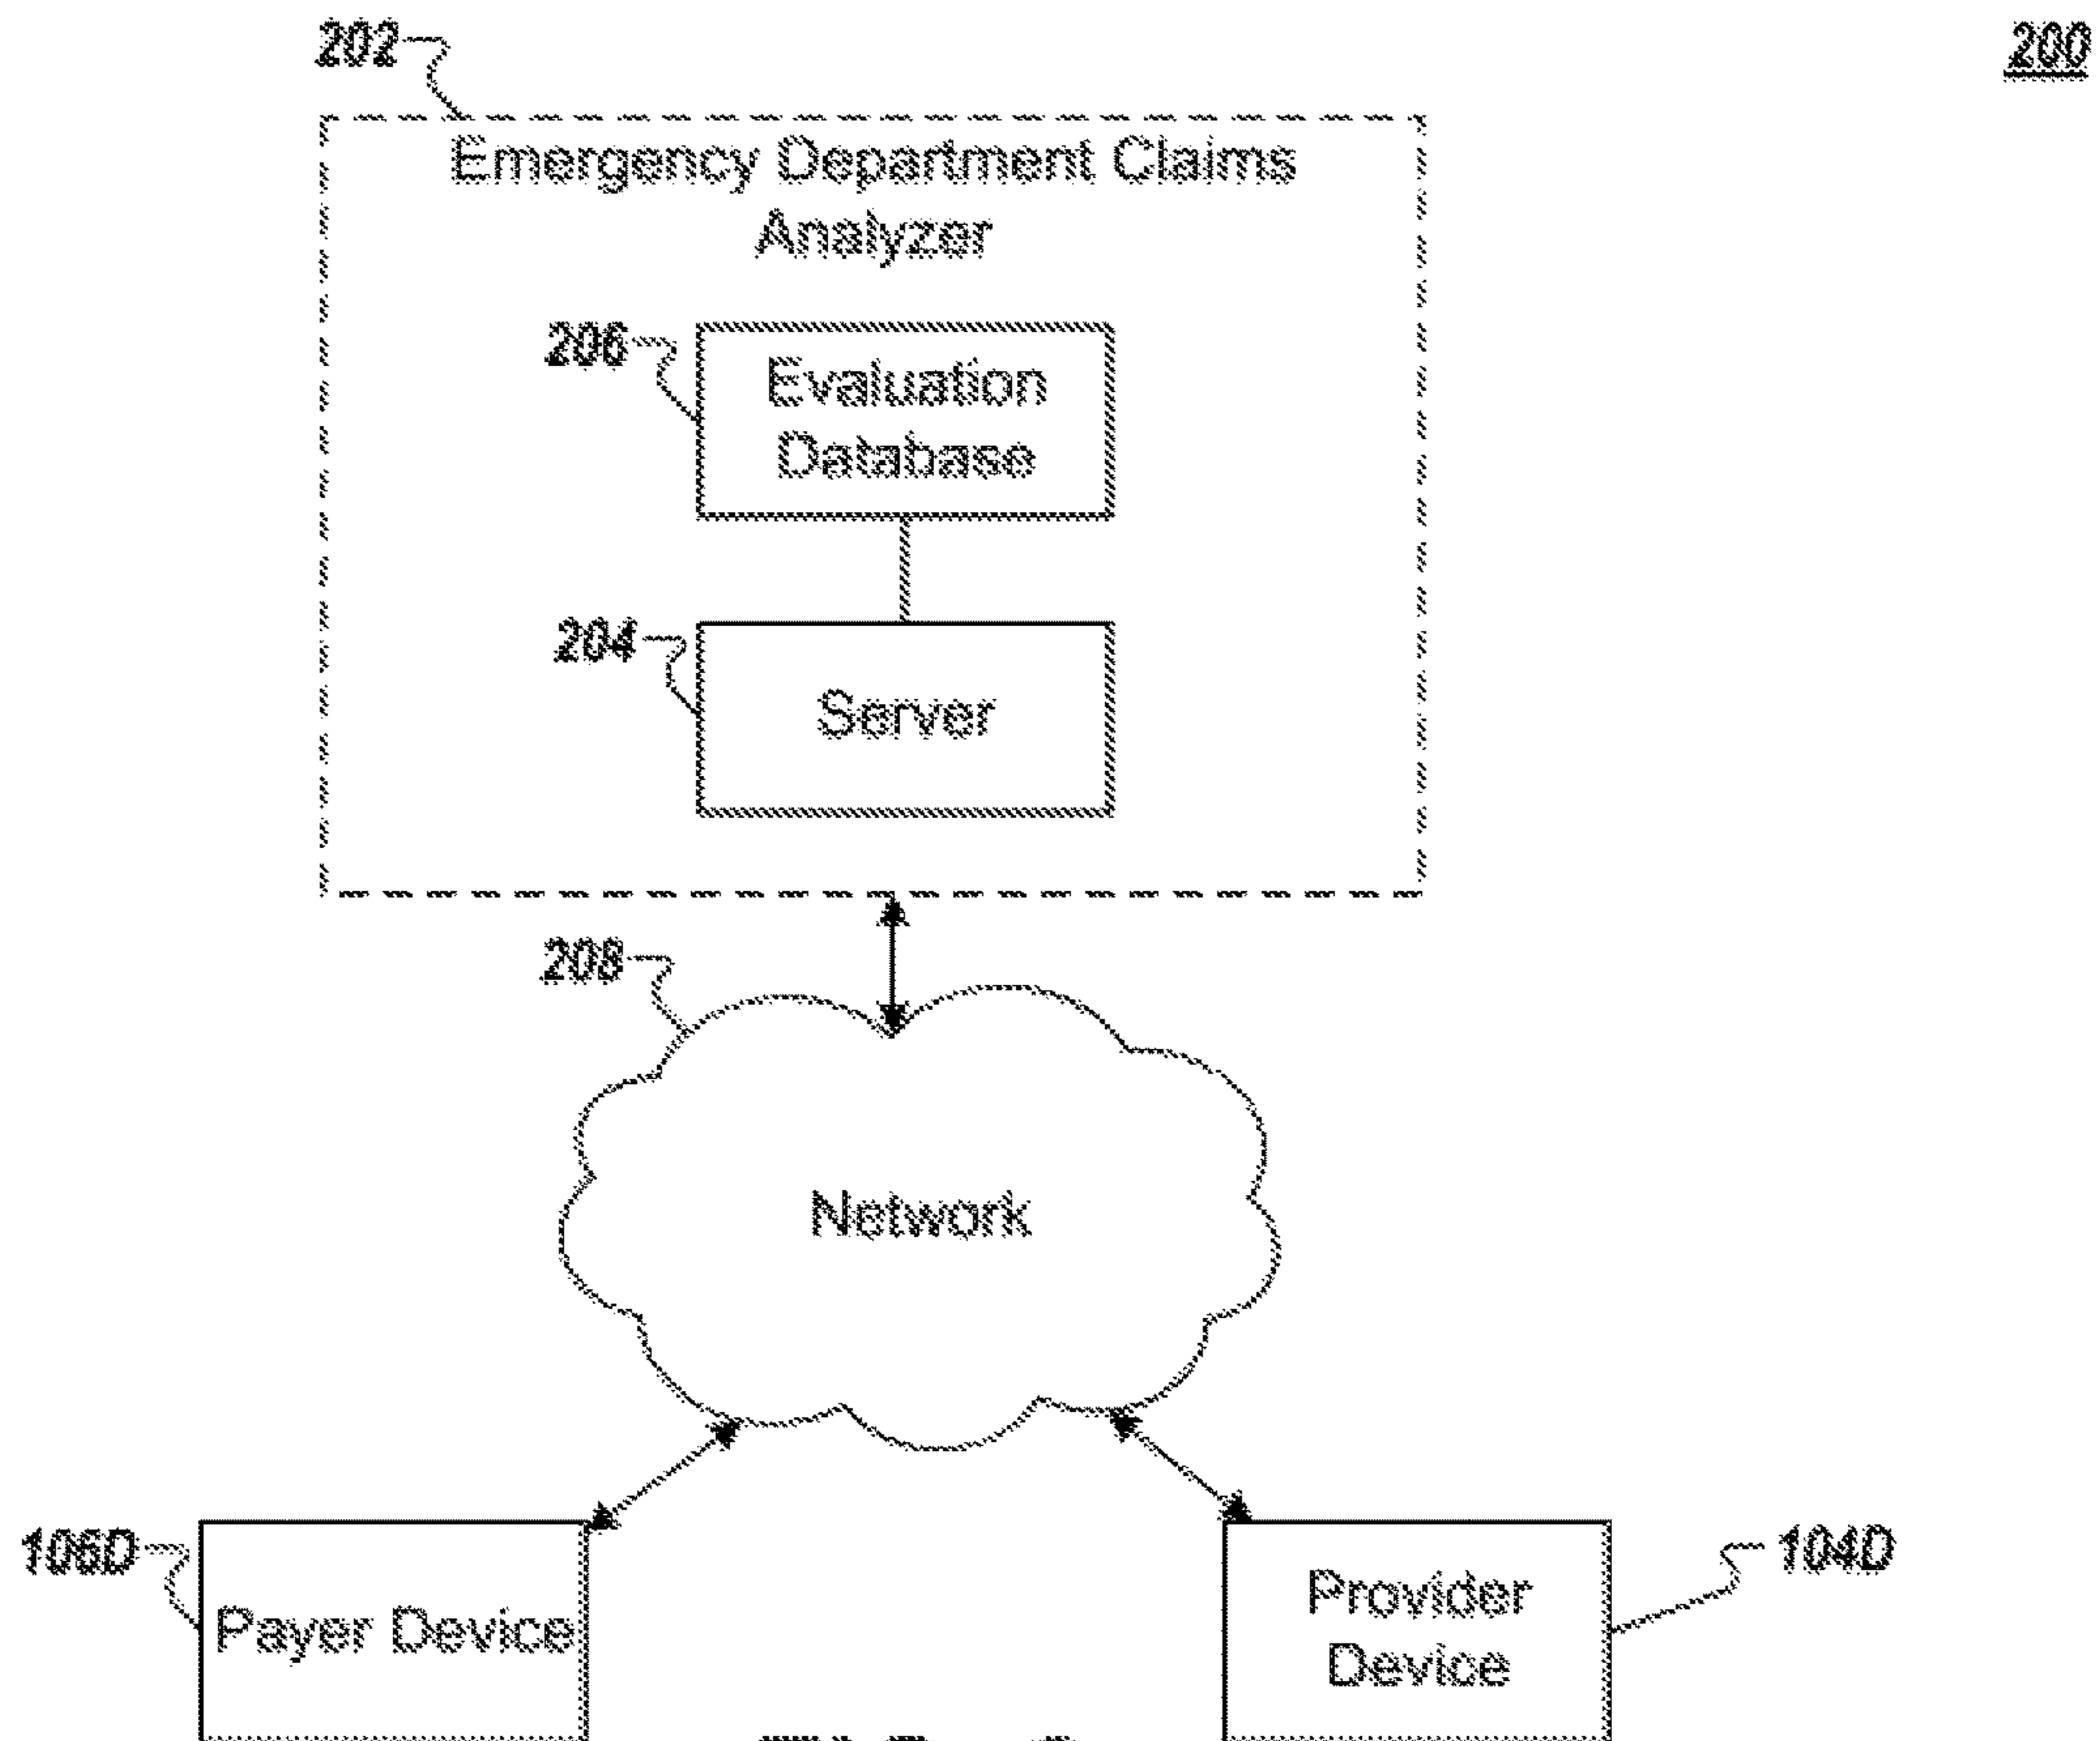 202
200
Emergency Department Claims
Analyzer
206
Evaluation
Database
204
Server
208
Network
106D
Payer Device
Provider
Device
104D